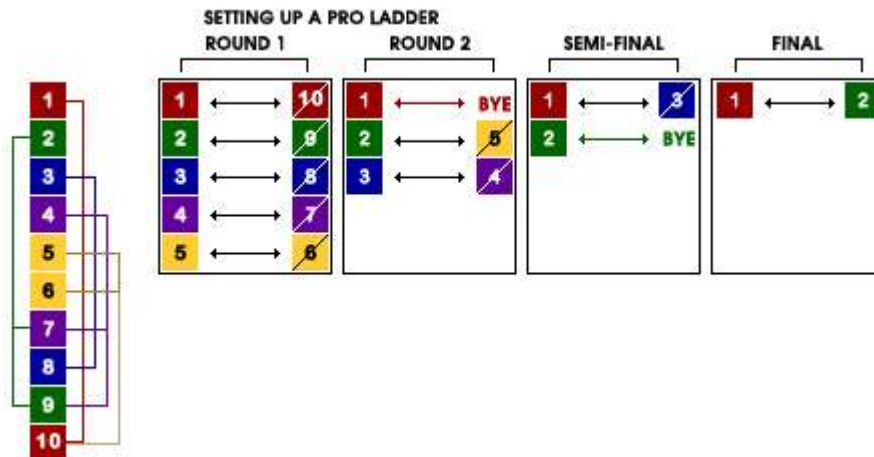 SETTING UP A PRO LADDER
ROUND 1 ROUND 2 SEMI-FINAL FINAL
1 1 10 1 BYE 1 3 1 2
2 2 9 2 5 2 BYE
3 3 8 3 4
4 4 7
5 5 6
6
7
8
9
10